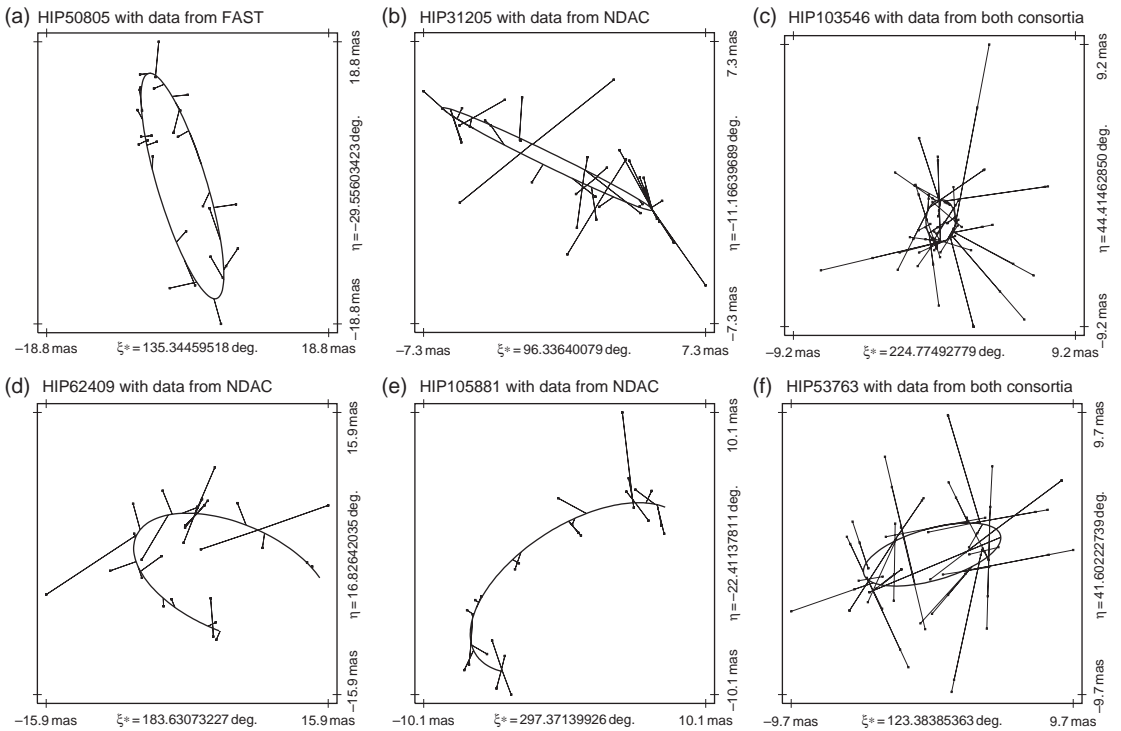 (a) HIP50805 with data from FAST
18.8 mas
η = −29.55603423 deg.
−18.8 mas
−18.8 mas ξ* = 135.34459518 deg. 18.8 mas
(b) HIP31205 with data from NDAC
7.3 mas
η = −11.16639689 deg.
−7.3 mas
−7.3 mas ξ* = 96.33640079 deg. 7.3 mas
(c) HIP103546 with data from both consortia
9.2 mas
η = 44.41462850 deg.
−9.2 mas
−9.2 mas ξ* = 224.77492779 deg. 9.2 mas
(d) HIP62409 with data from NDAC
15.9 mas
η = 16.82642035 deg.
−15.9 mas
−15.9 mas ξ* = 183.63073227 deg. 15.9 mas
(e) HIP105881 with data from NDAC
10.1 mas
η = −22.41137811 deg.
−10.1 mas
−10.1 mas ξ* = 297.37139926 deg. 10.1 mas
(f) HIP53763 with data from both consortia
9.7 mas
η = 41.60222739 deg.
−9.7 mas
−9.7 mas ξ* = 123.38385363 deg. 9.7 mas